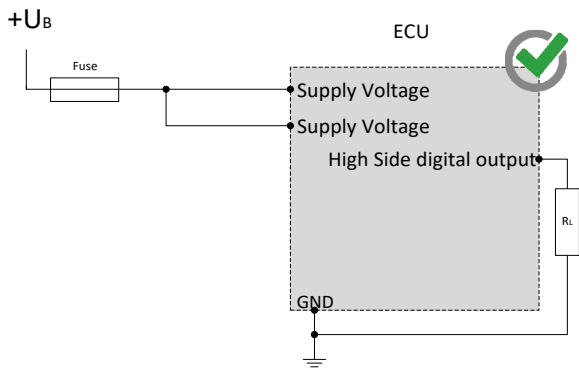 +UB
ECU
Fuse
Supply Voltage
Supply Voltage
High Side digital output
RL
GND